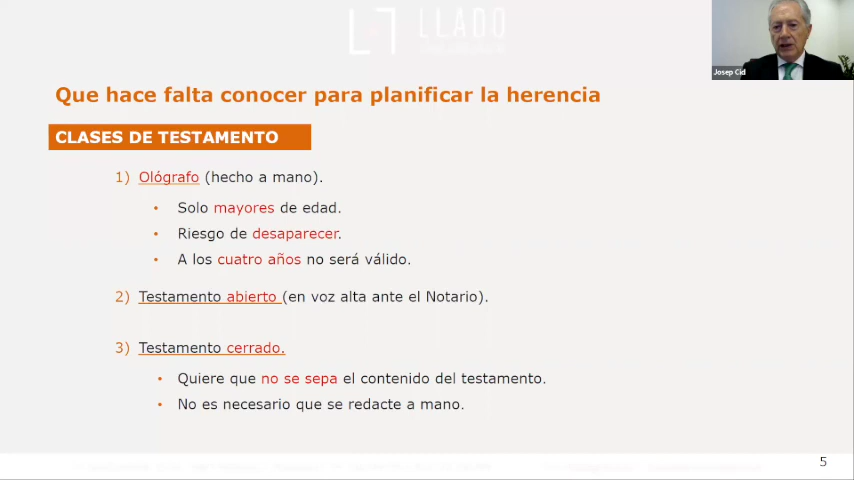 LLADO
Josep Cid
Que hace falta conocer para planificar la herencia
CLASES DE TESTAMENTO
1) Ológrafo (hecho a mano).
• Solo mayores de edad.
• Riesgo de desaparecer.
• A los cuatro años no será válido.
2) Testamento abierto (en voz alta ante el Notario).
3) Testamento cerrado.
• Quiere que no se sepa el contenido del testamento.
• No es necesario que se redacte a mano.
5